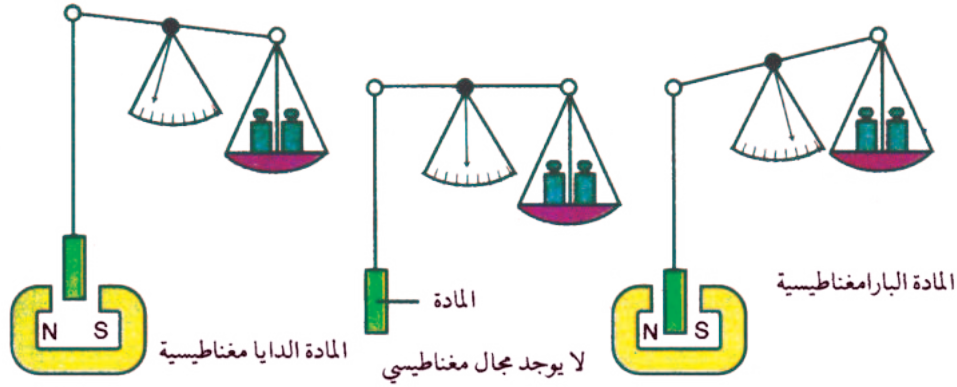 المادة البارامغناطيسية
المادة
لا يوجد مجال مغناطيسي
المادة الدايا مغناطيسية
N S
N S